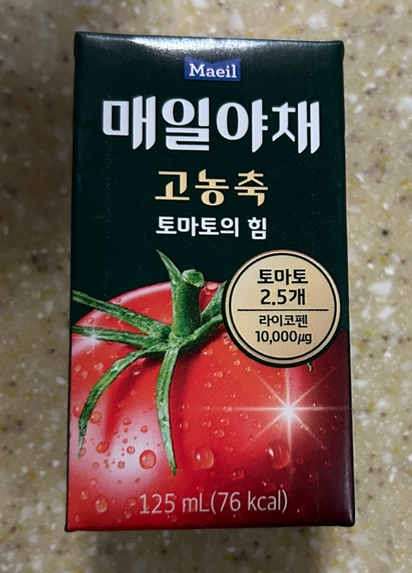 Maeil
매일야채
고농축
토마토의 힘
토마토
2.5개
라이코펜
10,000㎍
125 mL(76 kcal)